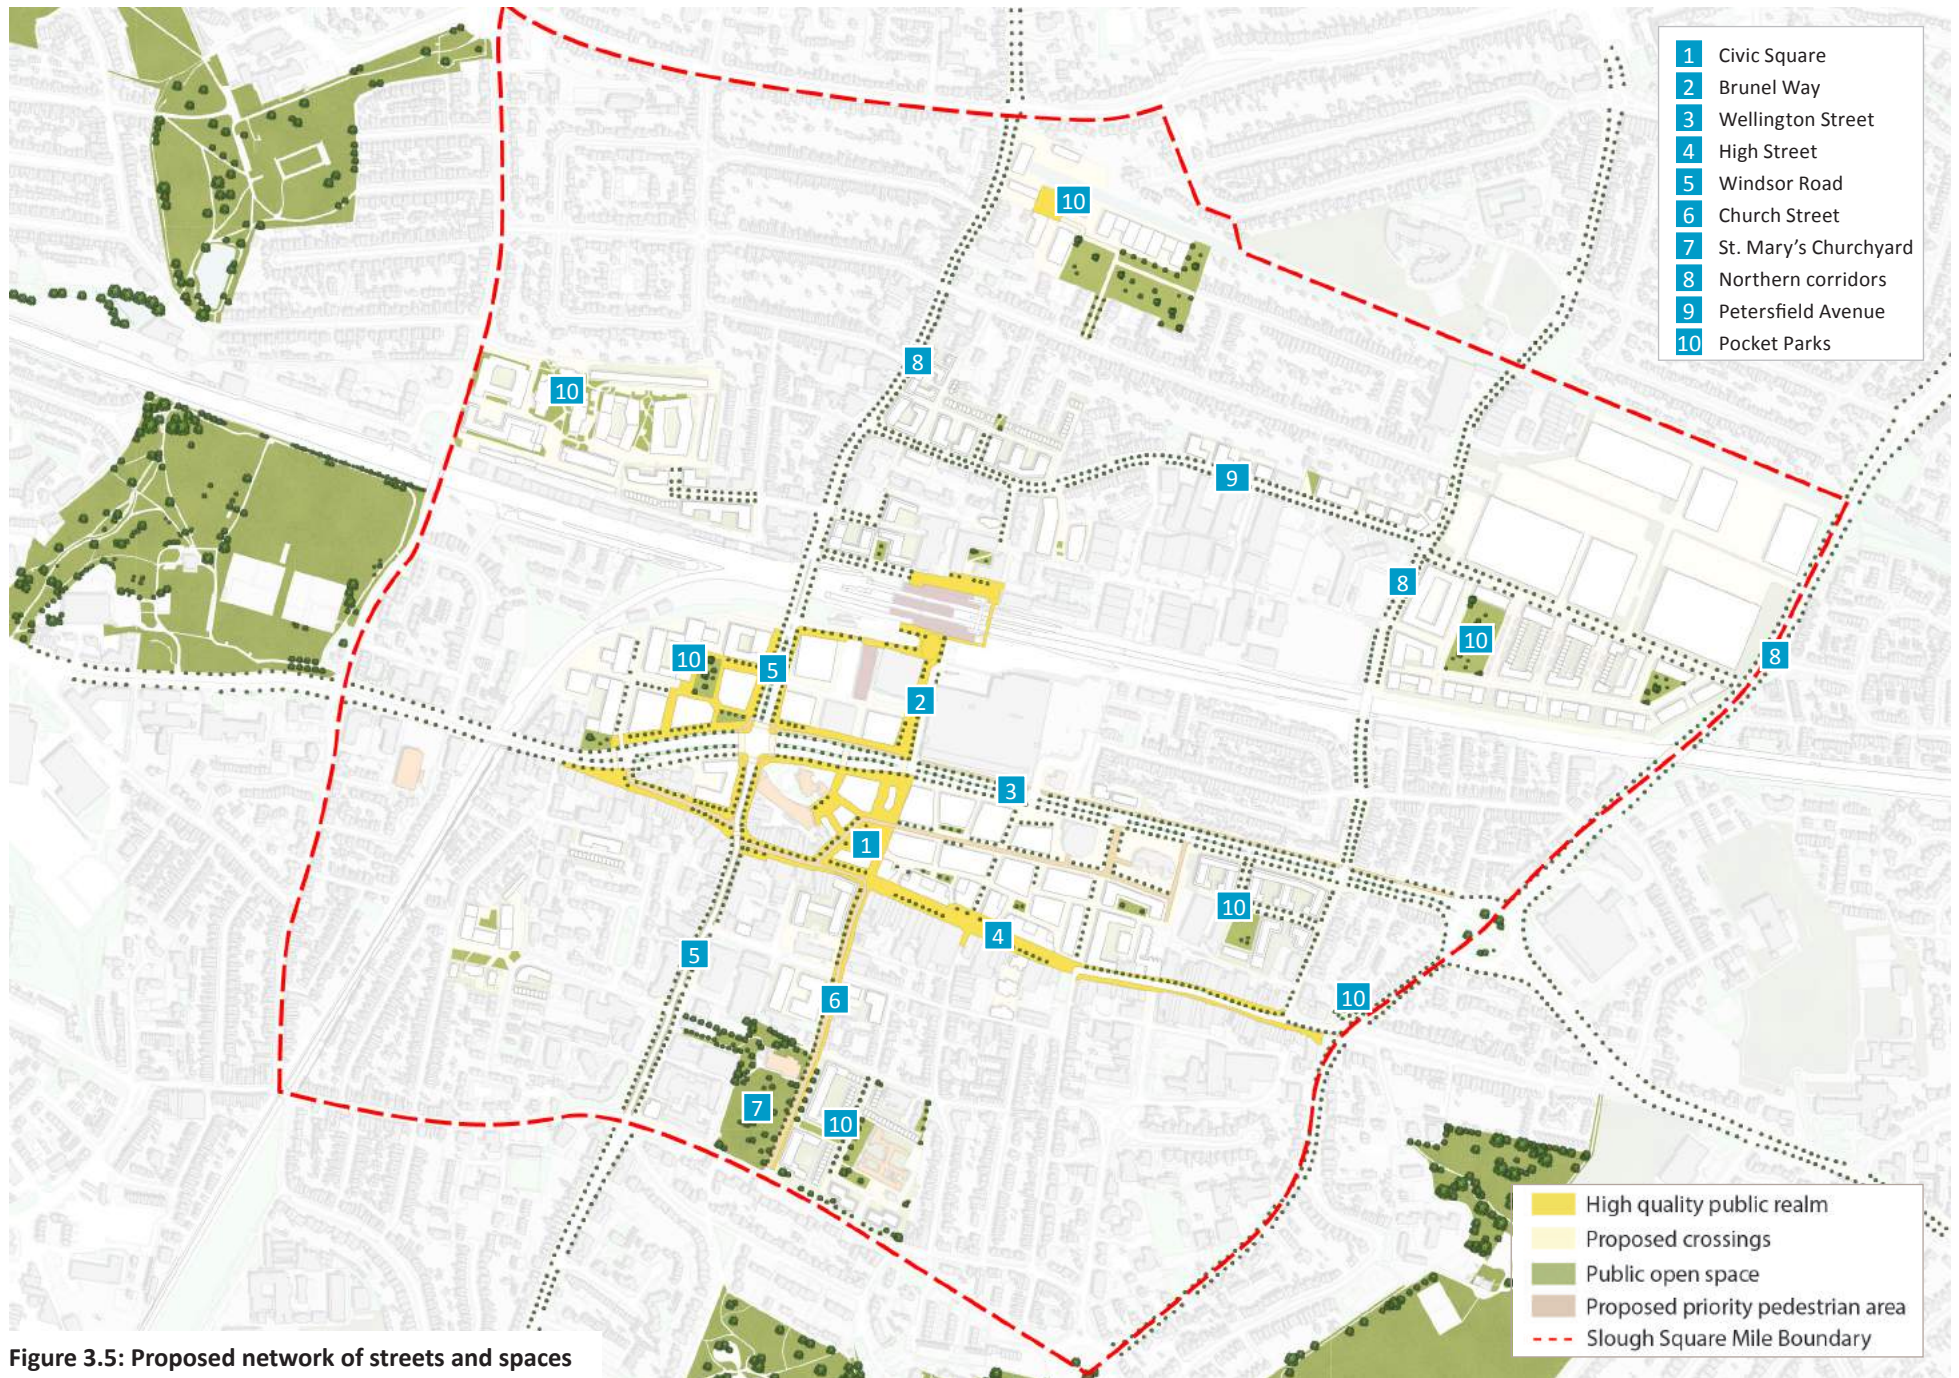 1 Civic Square
2 Brunel Way
3 Wellington Street
4 High Street
5 Windsor Road
6 Church Street
7 St. Mary's Churchyard
8 Northern corridors
9 Petersfield Avenue
10 Pocket Parks
10
8
10
9
8
10
10
5
8
2
3
1
10
4
5
10
6
7
10
High quality public realm
Proposed crossings
Public open space
Proposed priority pedestrian area
Slough Square Mile Boundary
Figure 3.5: Proposed network of streets and spaces